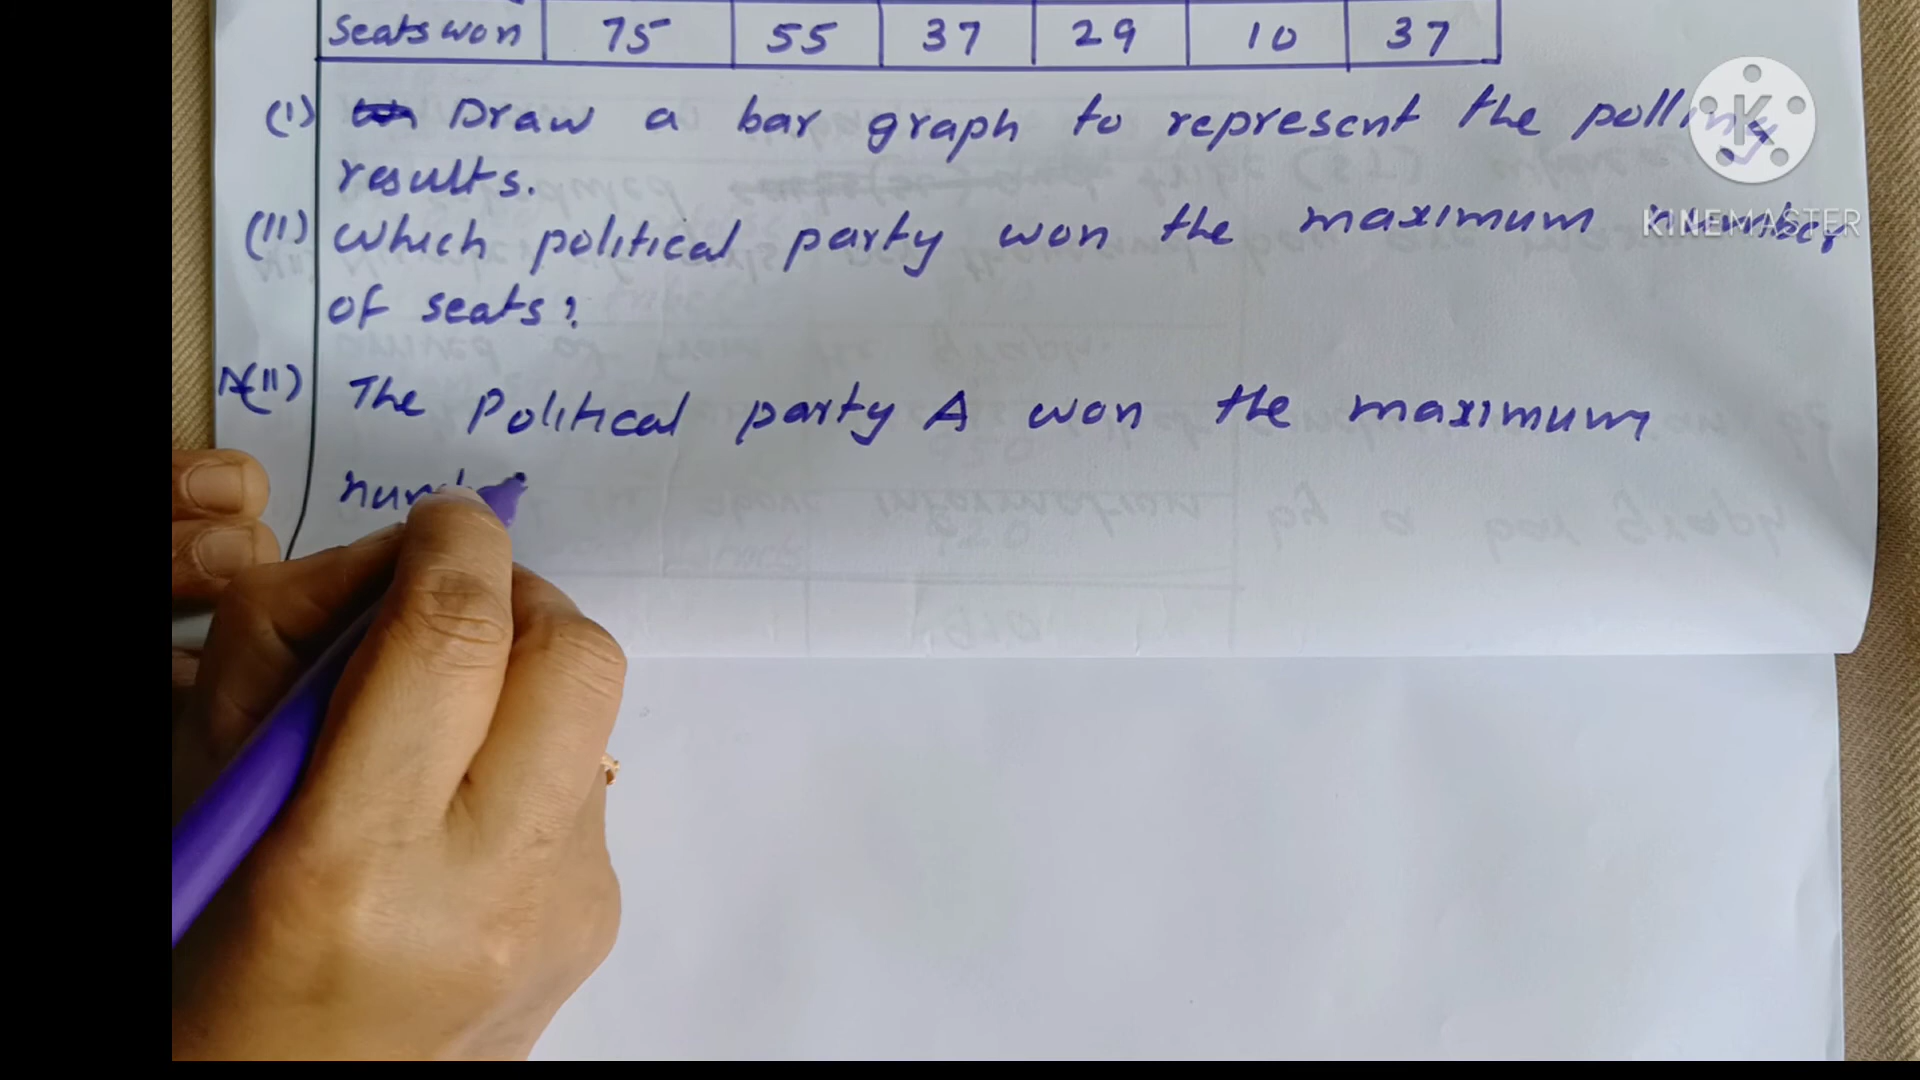 Seats won 75 55 37 29 10 37
(I) Draw a bar graph to represent the polling
results.
(II) which political party won the maximum number
of seats?
A(II) The Political party A won the maximum
KINEMASTER